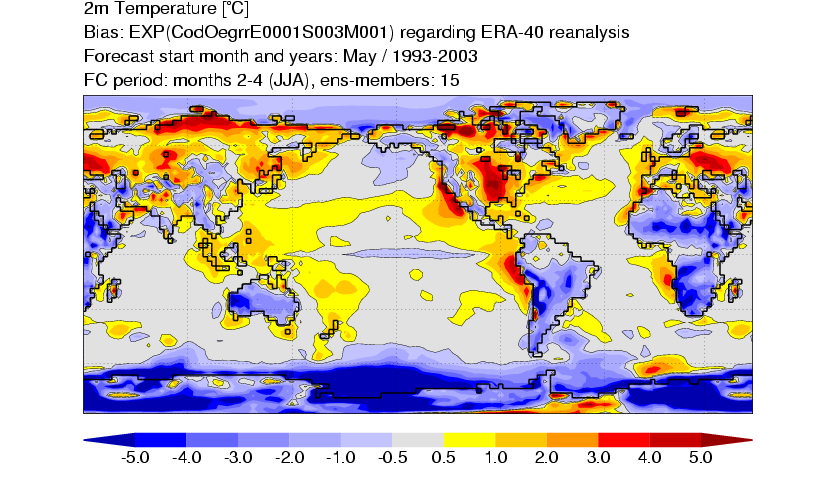 2m Temperature [°C]
Bias: EXP(CodOegrrE0001S003M001) regarding ERA-40 reanalysis
Forecast start month and years: May / 1993-2003
FC period: months 2-4 (JJA), ens-members: 15
-5.0 -4.0 -3.0 -2.0 -1.0 -0.5 0.5 1.0 2.0 3.0 4.0 5.0